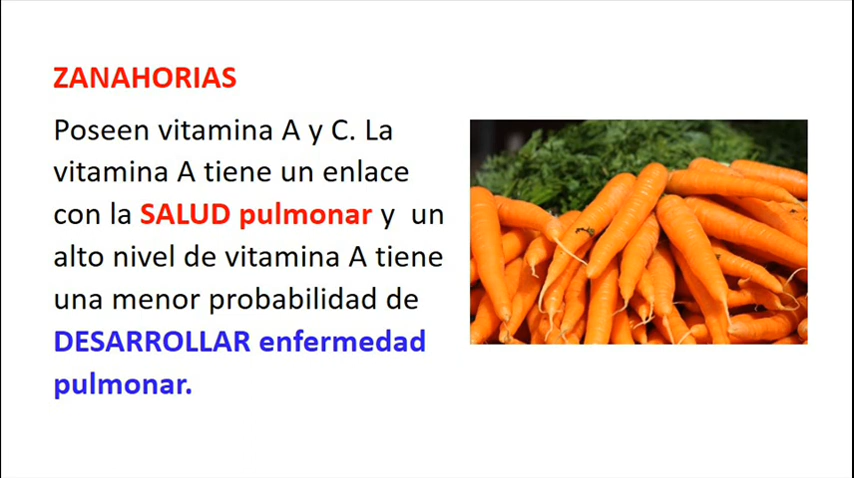 ZANAHORIAS
Poseen vitamina A y C. La
vitamina A tiene un enlace
con la SALUD pulmonar y un
alto nivel de vitamina A tiene
una menor probabilidad de
DESARROLLAR enfermedad
pulmonar.